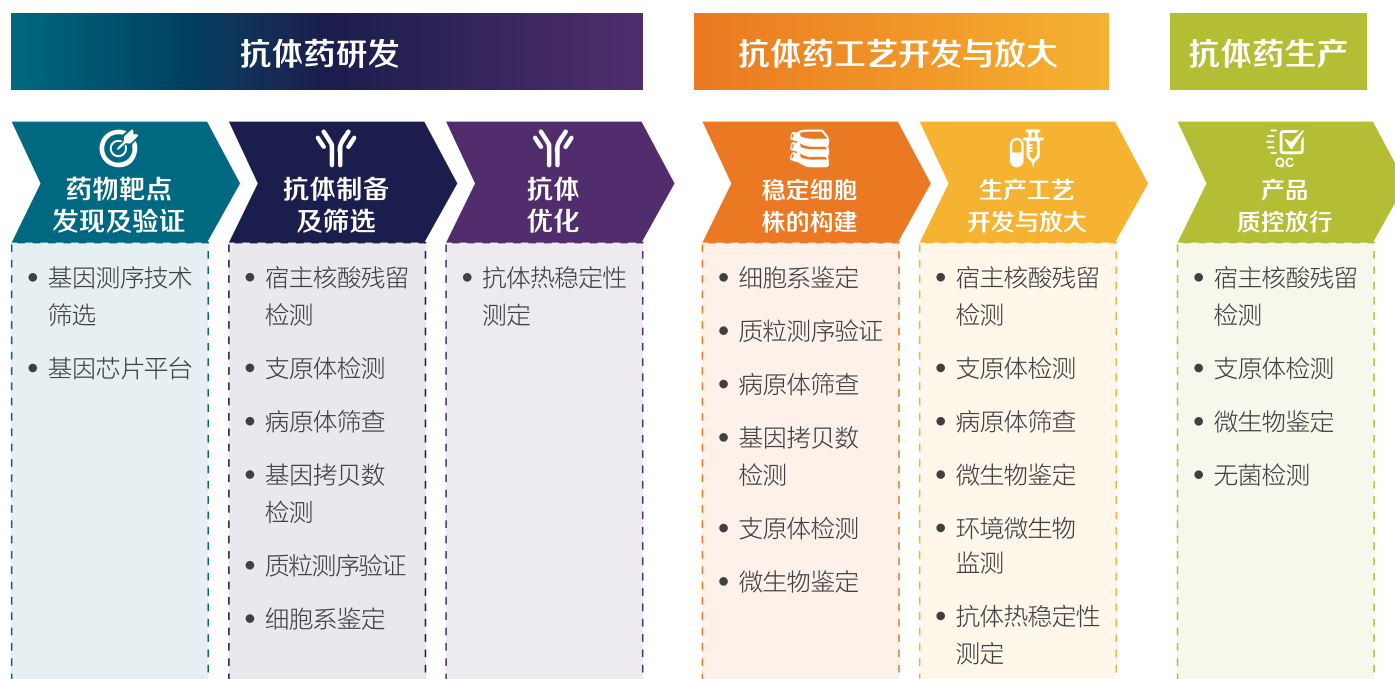 抗体药研发
药物靶点
发现及验证
• 基因测序技术
筛选
• 基因芯片平台
抗体制备
及筛选
• 宿主核酸残留
检测
• 支原体检测
• 病原体筛查
• 基因拷贝数
检测
• 质粒测序验证
• 细胞系鉴定
抗体
优化
• 抗体热稳定性
测定
抗体药工艺开发与放大
稳定细胞
株的构建
• 细胞系鉴定
• 质粒测序验证
• 病原体筛查
• 基因拷贝数
检测
• 支原体检测
• 微生物鉴定
生产工艺
开发与放大
• 宿主核酸残留
检测
• 支原体检测
• 病原体筛查
• 微生物鉴定
• 环境微生物
监测
• 抗体热稳定性
测定
抗体药生产
QC
产品
质控放行
• 宿主核酸残留
检测
• 支原体检测
• 微生物鉴定
• 无菌检测